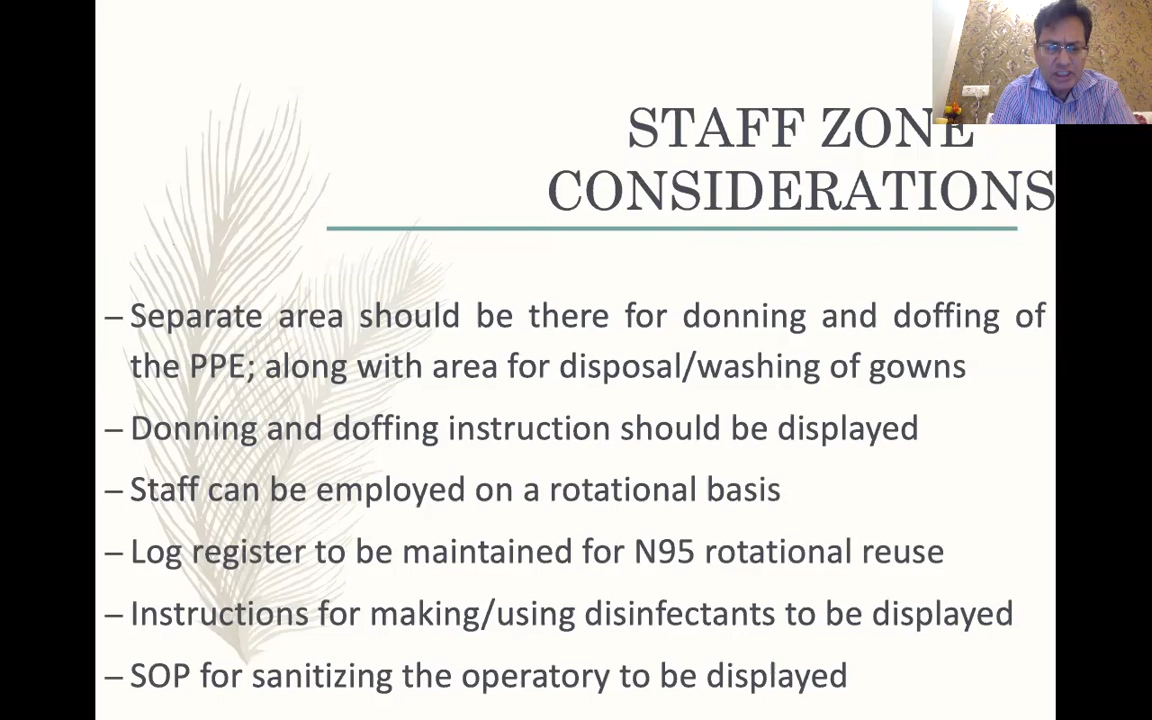 STAFF ZONE
CONSIDERATIONS
– Separate area should be there for donning and doffing of
the PPE; along with area for disposal/washing of gowns
– Donning and doffing instruction should be displayed
– Staff can be employed on a rotational basis
– Log register to be maintained for N95 rotational reuse
– Instructions for making/using disinfectants to be displayed
– SOP for sanitizing the operatory to be displayed